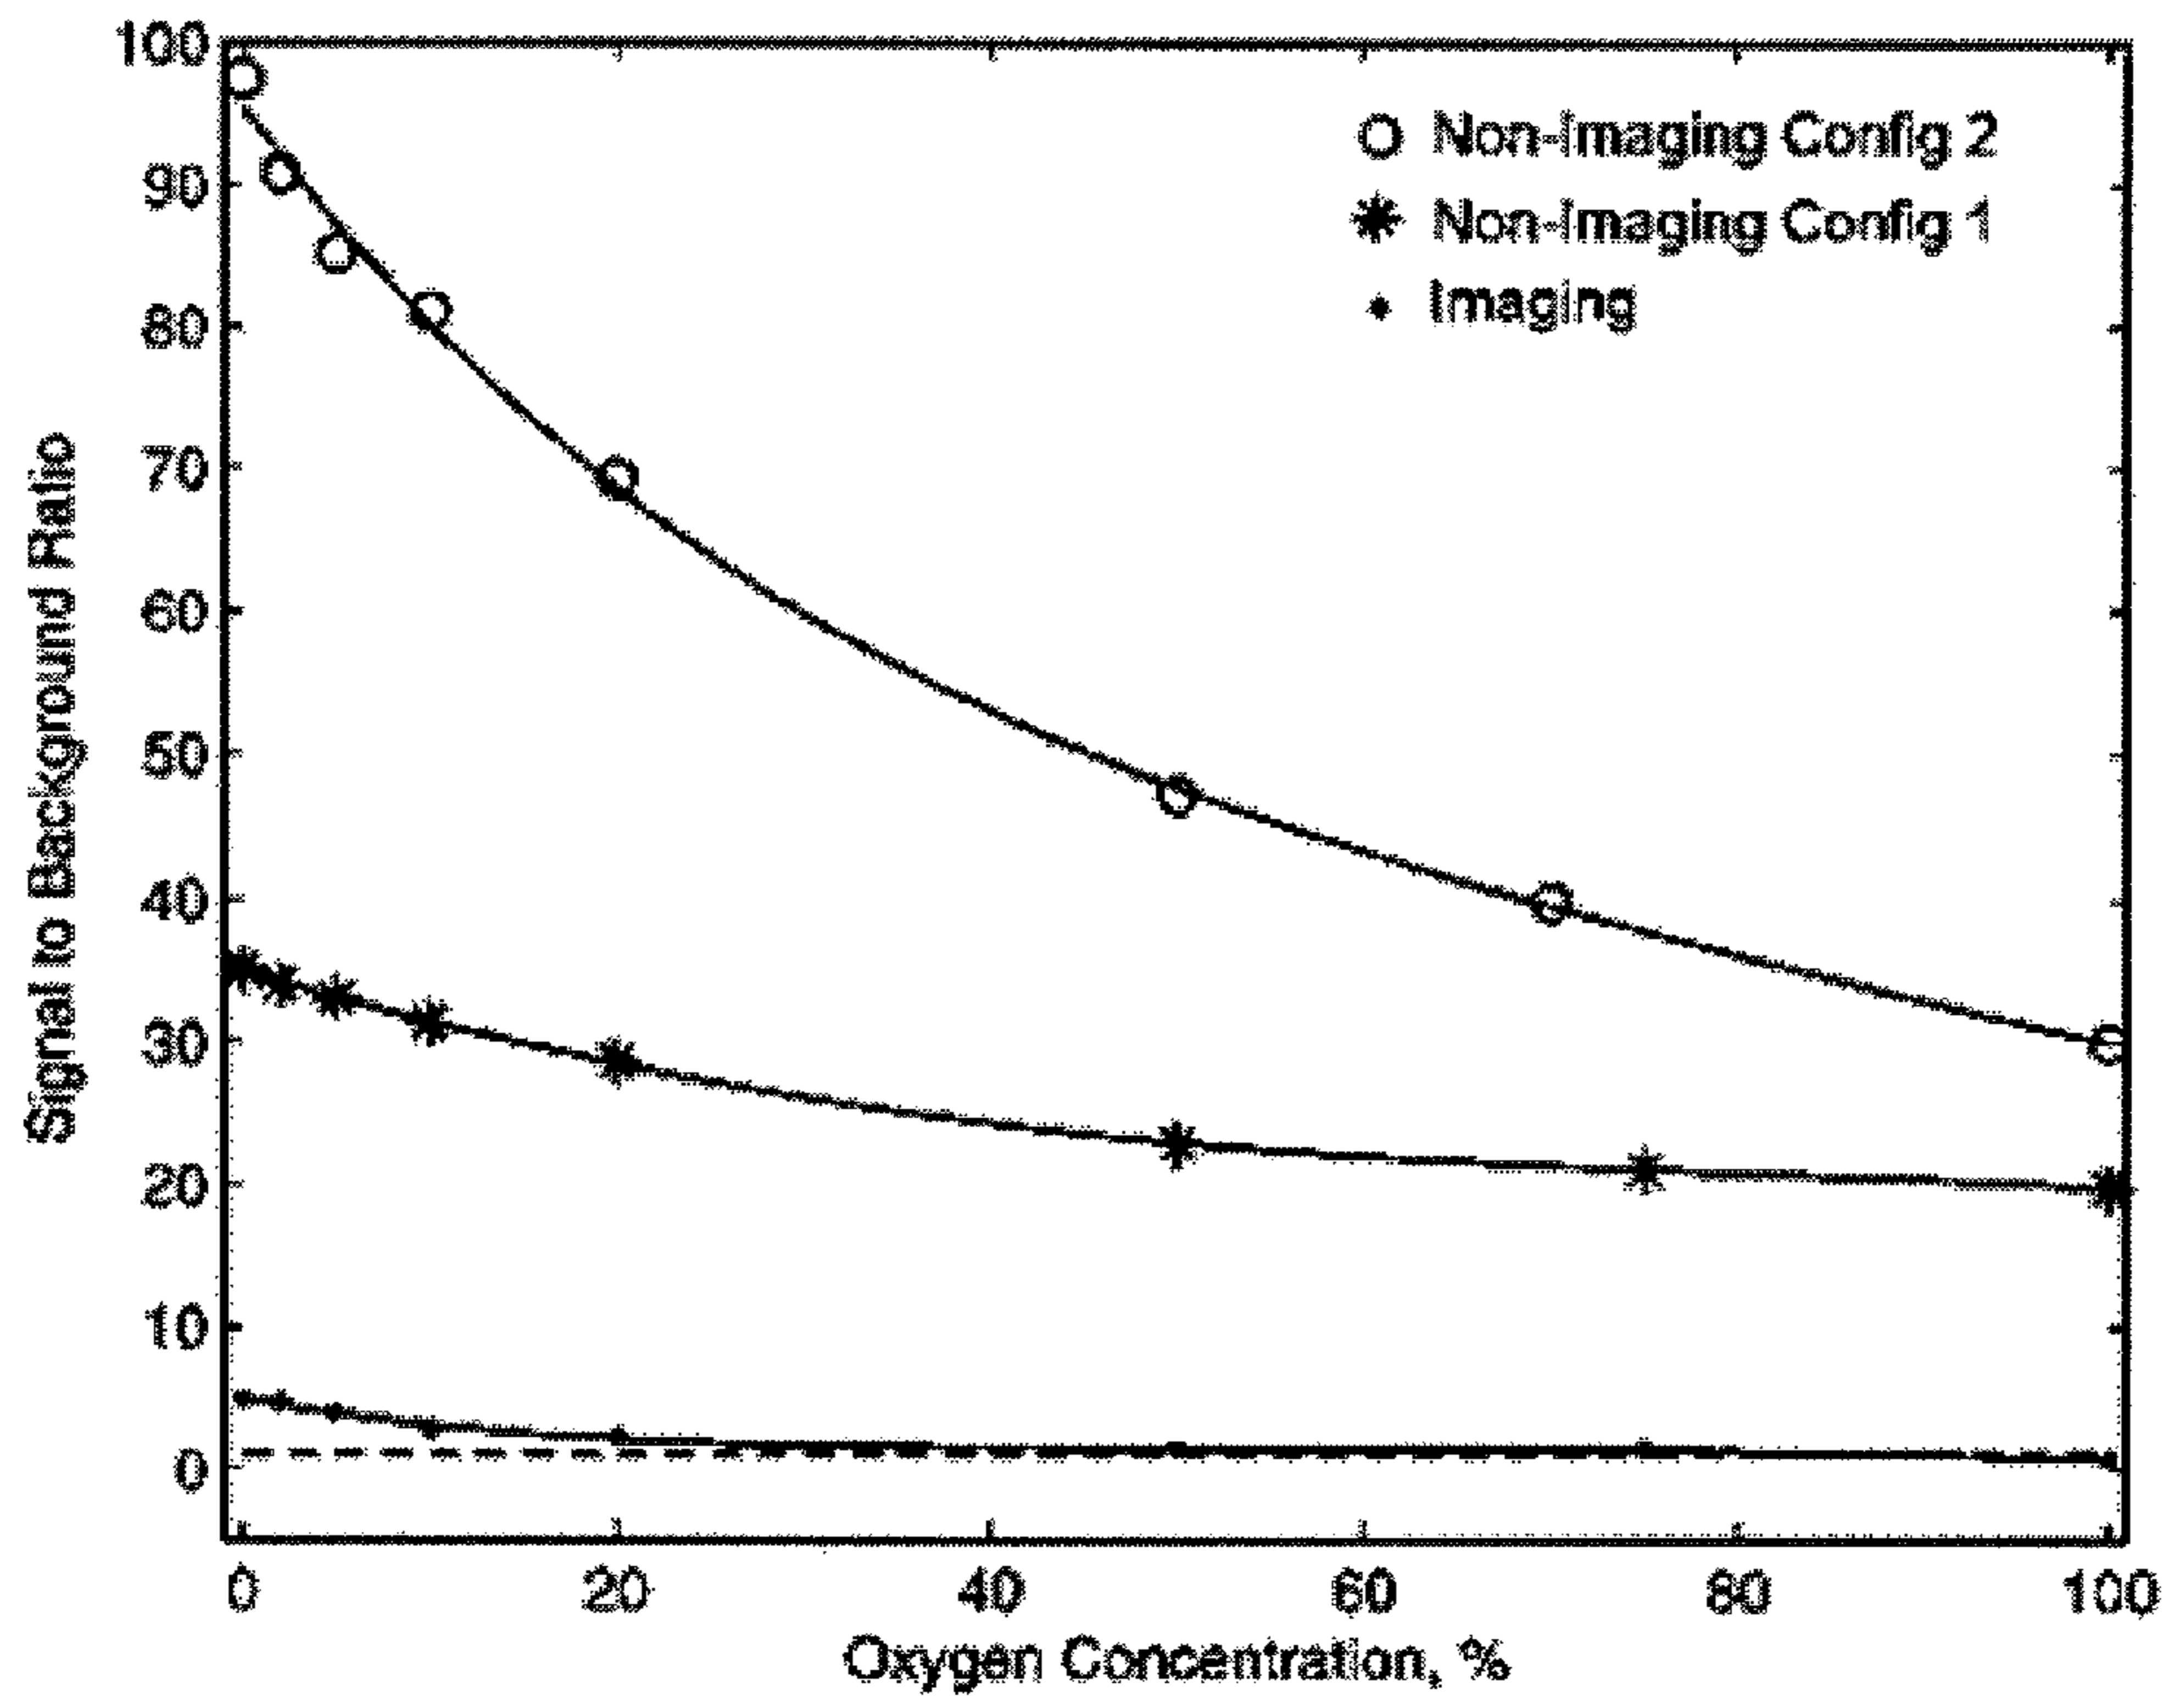 100
90
80
70
60
50
40
30
20
10
0
Signal to Background Ratio
Non-Imaging Config 2
Non-Imaging Config 1
Imaging
0 20 40 60 80 100
Oxygen Concentration, %